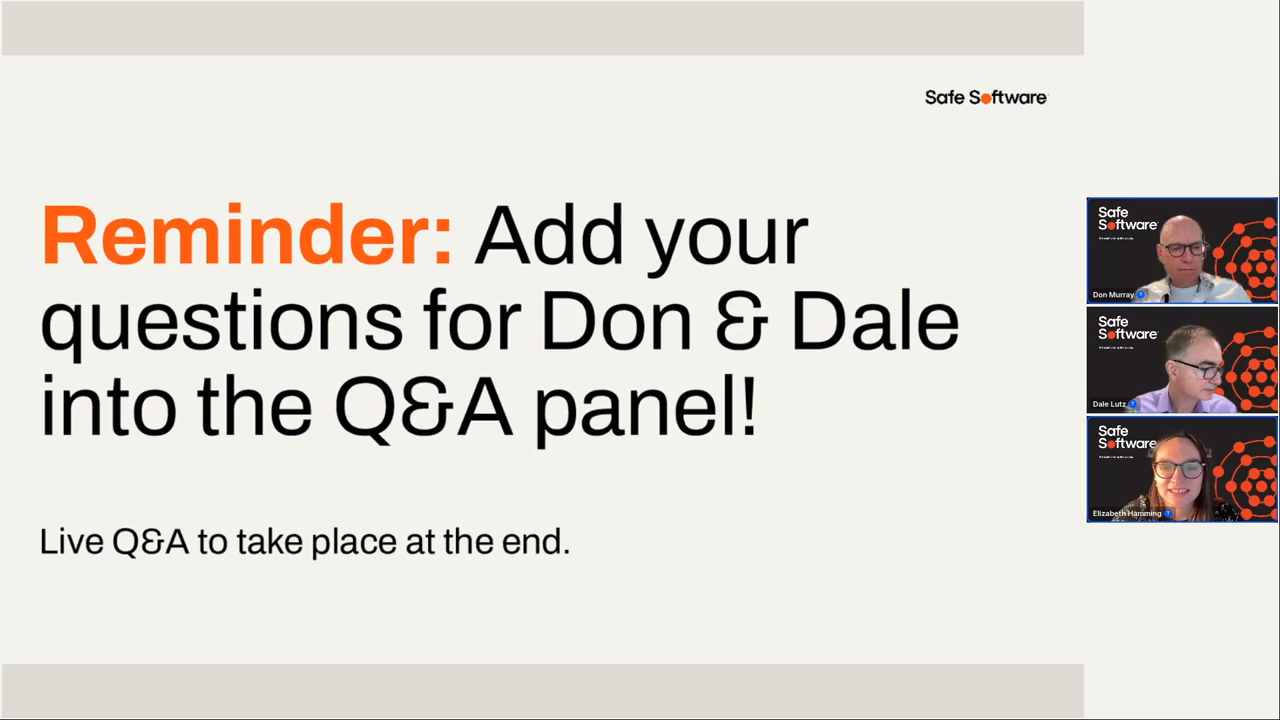 Safe Software
Reminder: Add your
questions for Don & Dale
into the Q&A panel!
Live Q&A to take place at the end.
Safe
Software
Don Murray
Safe
Software
Dale Lutz
Safe
Software
Elizabeth Hamming